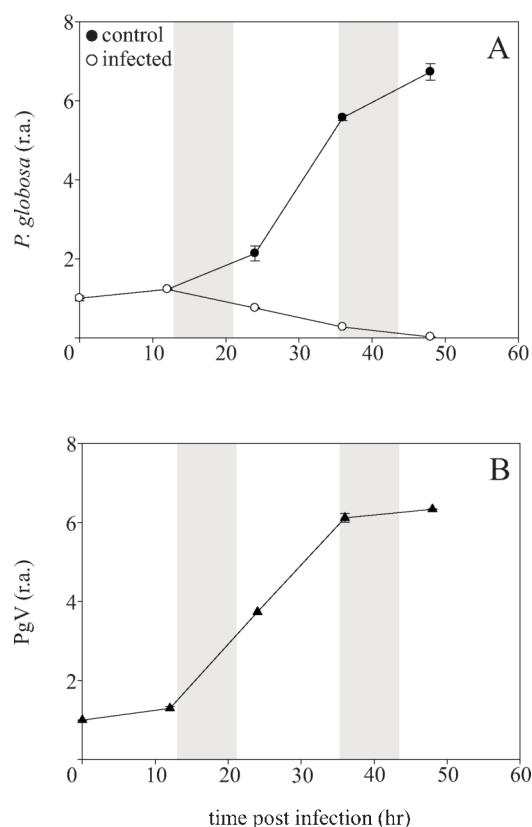 8
control
infected
A
6
4
2
P. globosa (r.a.)
0 10 20 30 40 50 60
8
B
6
4
2
PgV (r.a.)
0 10 20 30 40 50 60
time post infection (hr)